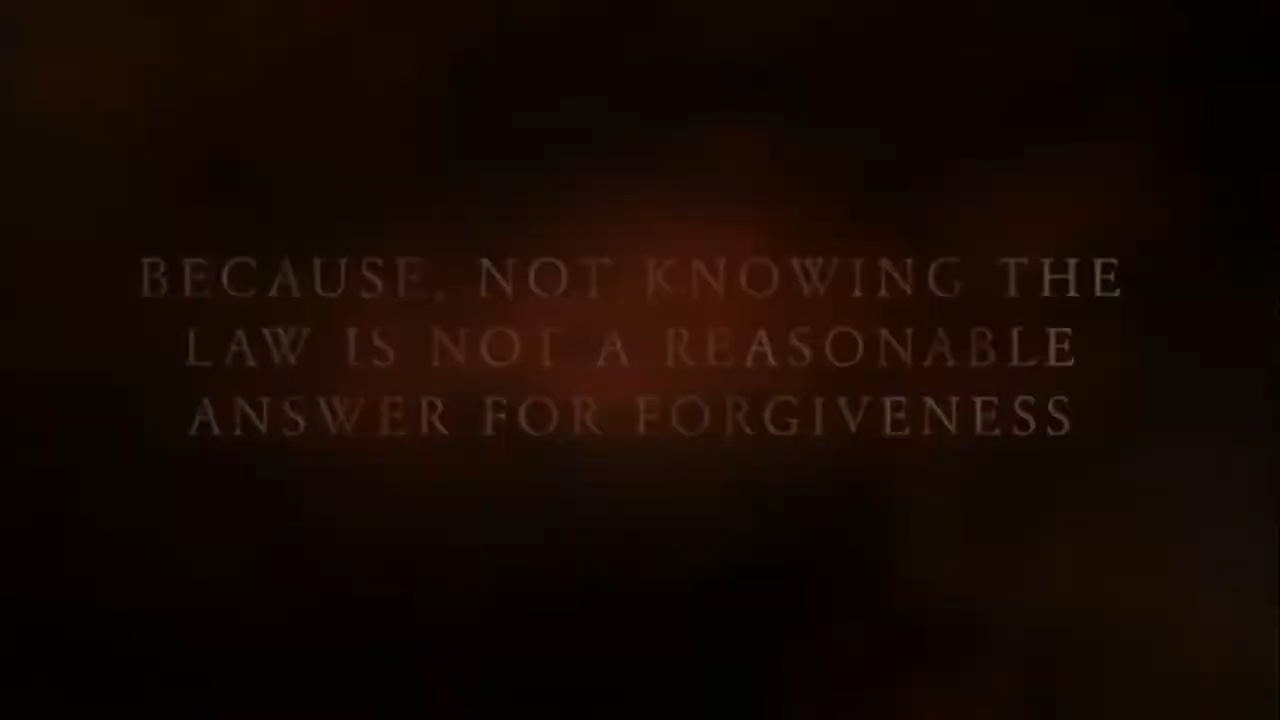 BECAUSE, NOT KNOWING THE
LAW IS NOT A REASONABLE
ANSWER FOR FORGIVENESS